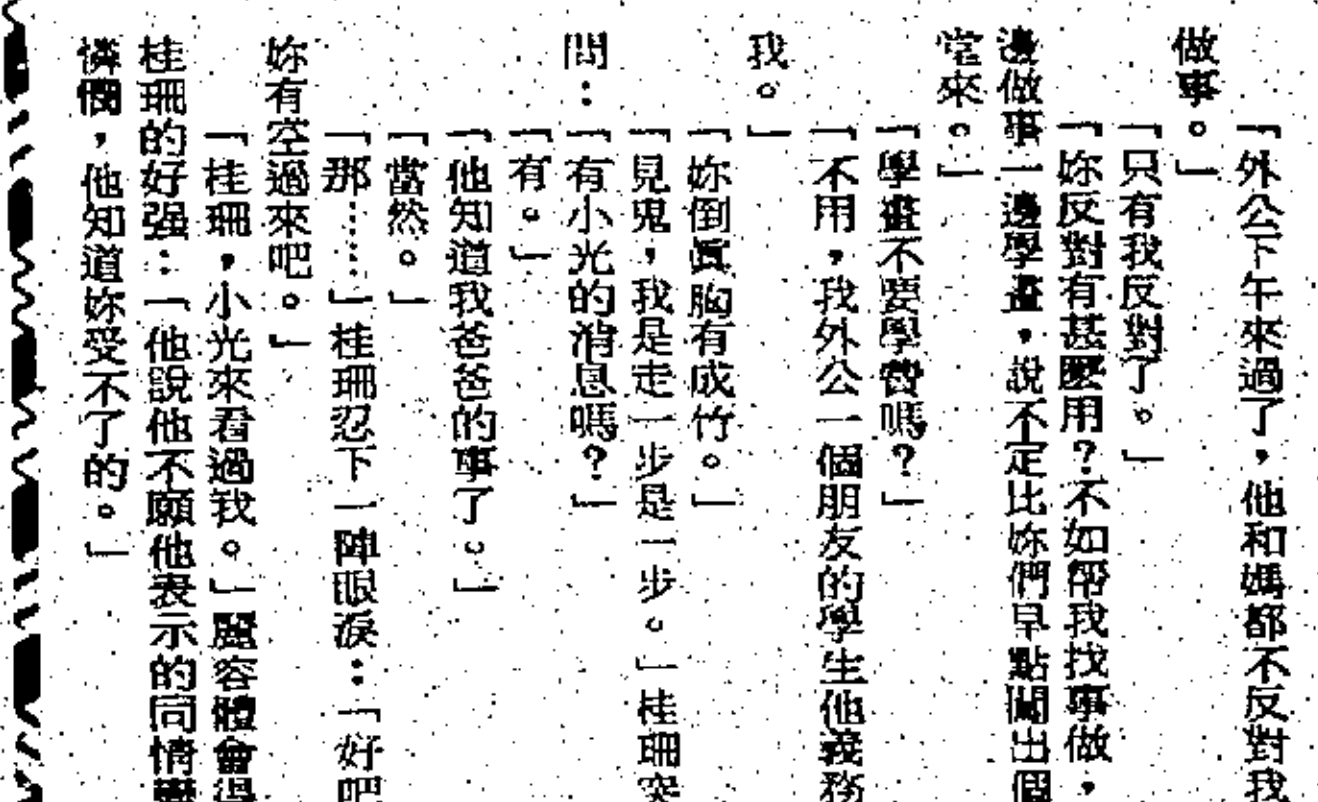 「外公下午來過了，他和媽都不反對我
做事。」
「只有我反對了。」
「妳反對有甚麼用？不如帶我找事做，
邊做事一邊學畫，說不定比妳們早點闖出個
堂來。」
「學畫不要學費嗎？」
「不用，我外公一個朋友的學生他義務
我。」
「妳倒眞胸有成竹。」
「見鬼，我是走一步是一步。」桂珊突
問：「有小光的消息嗎？」
「有。」
「他知道我爸爸的事了。」
「當然。」
「那……」桂珊忍下一陣眼淚：「好吧
妳有空過來吧。」
「桂珊，小光來看過我。」麗容體會得
桂珊的好强：「他說他不願他表示的同情變
憐憫，他知道妳受不了的。」